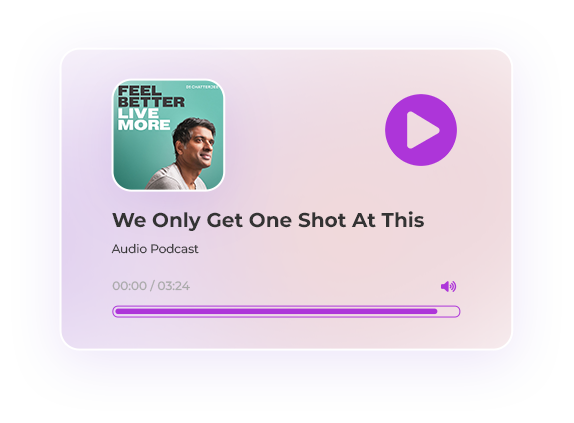 DR CHATTERJEE
FEEL
BETTER
LIVE
MORE
We Only Get One Shot At This
Audio Podcast
00:00 / 03:24